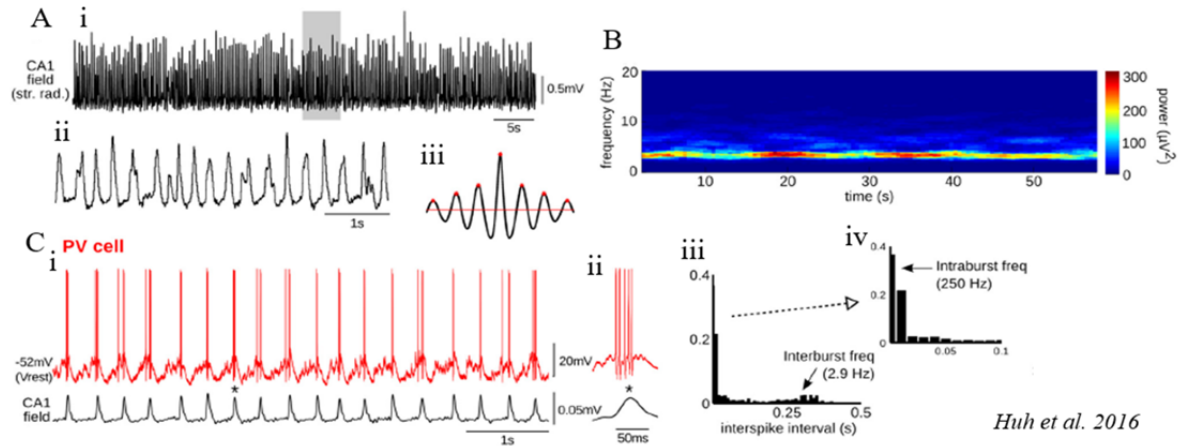 A i
CA1
field
(str. rad.)
0.5mV
5s
ii
1s
iii
B
frequency (Hz)
20
10
0
10 20 30 40 50
time (s)
300
200
100
0
power (μV²)
C PV cell
i
-52mV
(Vrest)
20mV
*
CA1
field
0.05mV
1s
ii
*
50ms
iii
0.4
0.2
0
0.25 0.5
interspike interval (s)
Interburst freq
(2.9 Hz)
iv
0.4
0.2
0
0.05 0.1
Intraburst freq
(250 Hz)
Huh et al. 2016